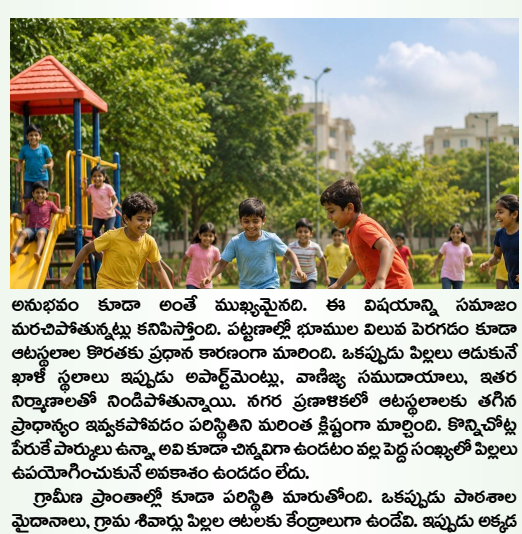 అనుభవం కూడా అంతే ముఖ్యమైనది. ఈ విషయాన్ని సమాజం
మరచిపోతున్నట్లు కనిపిస్తోంది. పట్టణాల్లో భూముల విలువ పెరగడం కూడా
ఆటస్థలాల కొరతకు ప్రధాన కారణంగా మారింది. ఒకప్పుడు పిల్లలు ఆడుకునే
ఖాళీ స్థలాలు ఇప్పుడు అపార్ట్‌మెంట్లు, వాణిజ్య సముదాయాలు, ఇతర
నిర్మాణాలతో నిండిపోతున్నాయి. నగర ప్రణాళికలో ఆటస్థలాలకు తగిన
ప్రాధాన్యం ఇవ్వకపోవడం పరిస్థితిని మరింత క్లిష్టంగా మార్చింది. కొన్నిచోట్ల
పేరుకే పార్కులు ఉన్నా, అవి కూడా చిన్నవిగా ఉండటం వల్ల పెద్ద సంఖ్యలో పిల్లలు
ఉపయోగించుకునే అవకాశం ఉండడం లేదు.
గ్రామీణ ప్రాంతాల్లో కూడా పరిస్థితి మారుతోంది. ఒకప్పుడు పాఠశాల
మైదానాలు, గ్రామ శివార్లు పిల్లల ఆటలకు కేంద్రాలుగా ఉండేవి. ఇప్పుడు అక్కడ